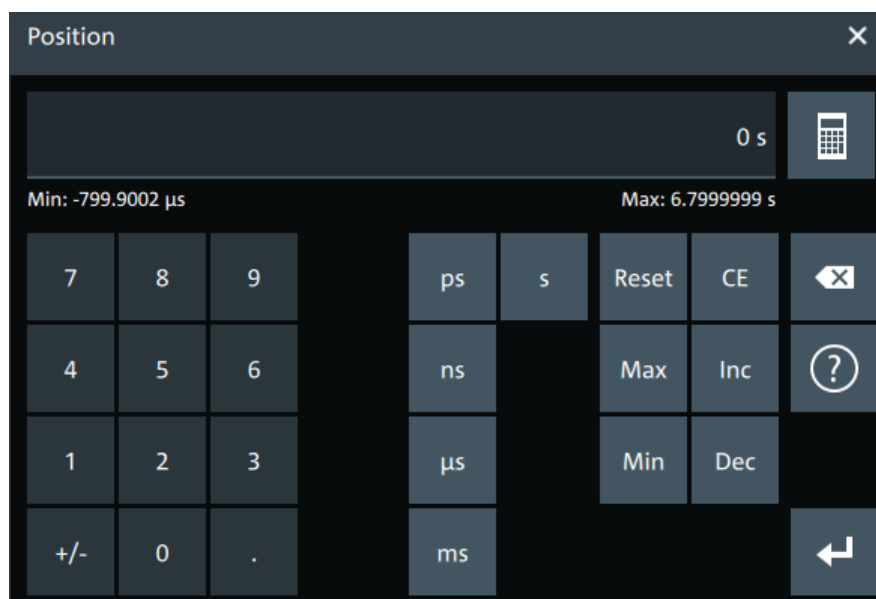 Position
0 s
Min: -799.9002 µs Max: 6.7999999 s
7 8 9 ps s Reset CE
4 5 6 ns Max Inc ?
1 2 3 µs Min Dec
+/- 0 . ms